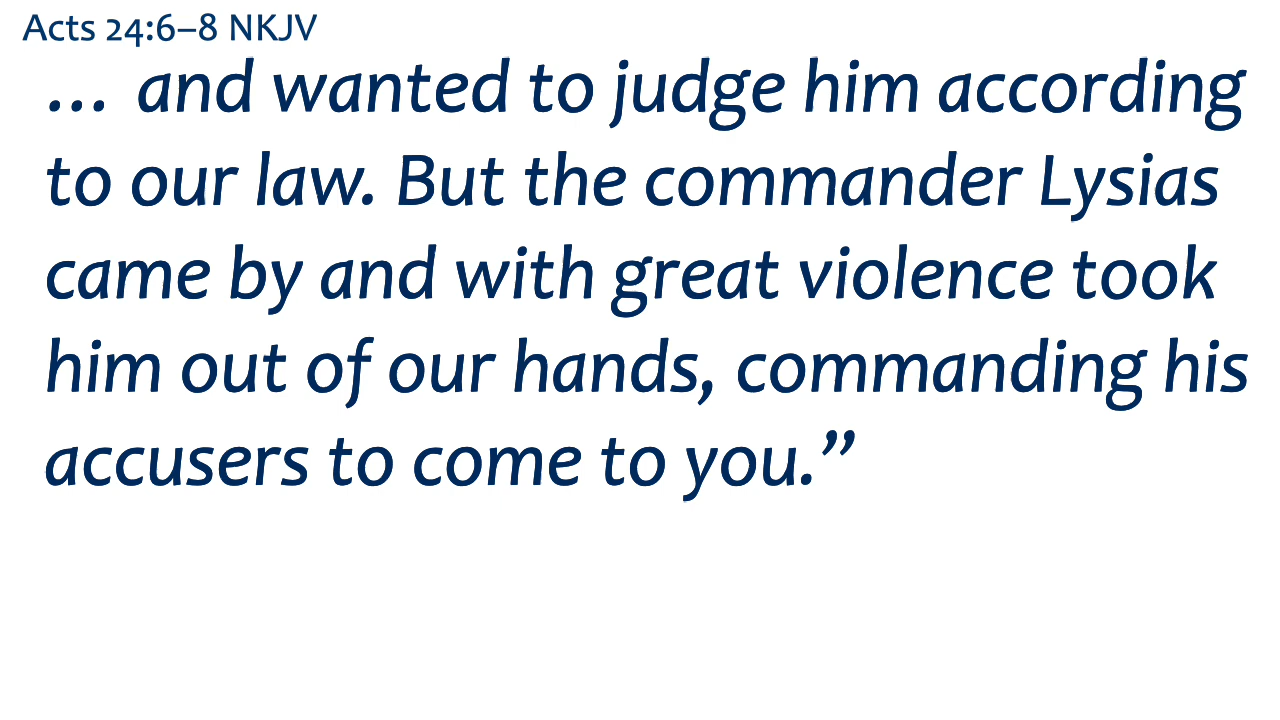 Acts 24:6–8 NKJV
… and wanted to judge him according
to our law. But the commander Lysias
came by and with great violence took
him out of our hands, commanding his
accusers to come to you.”